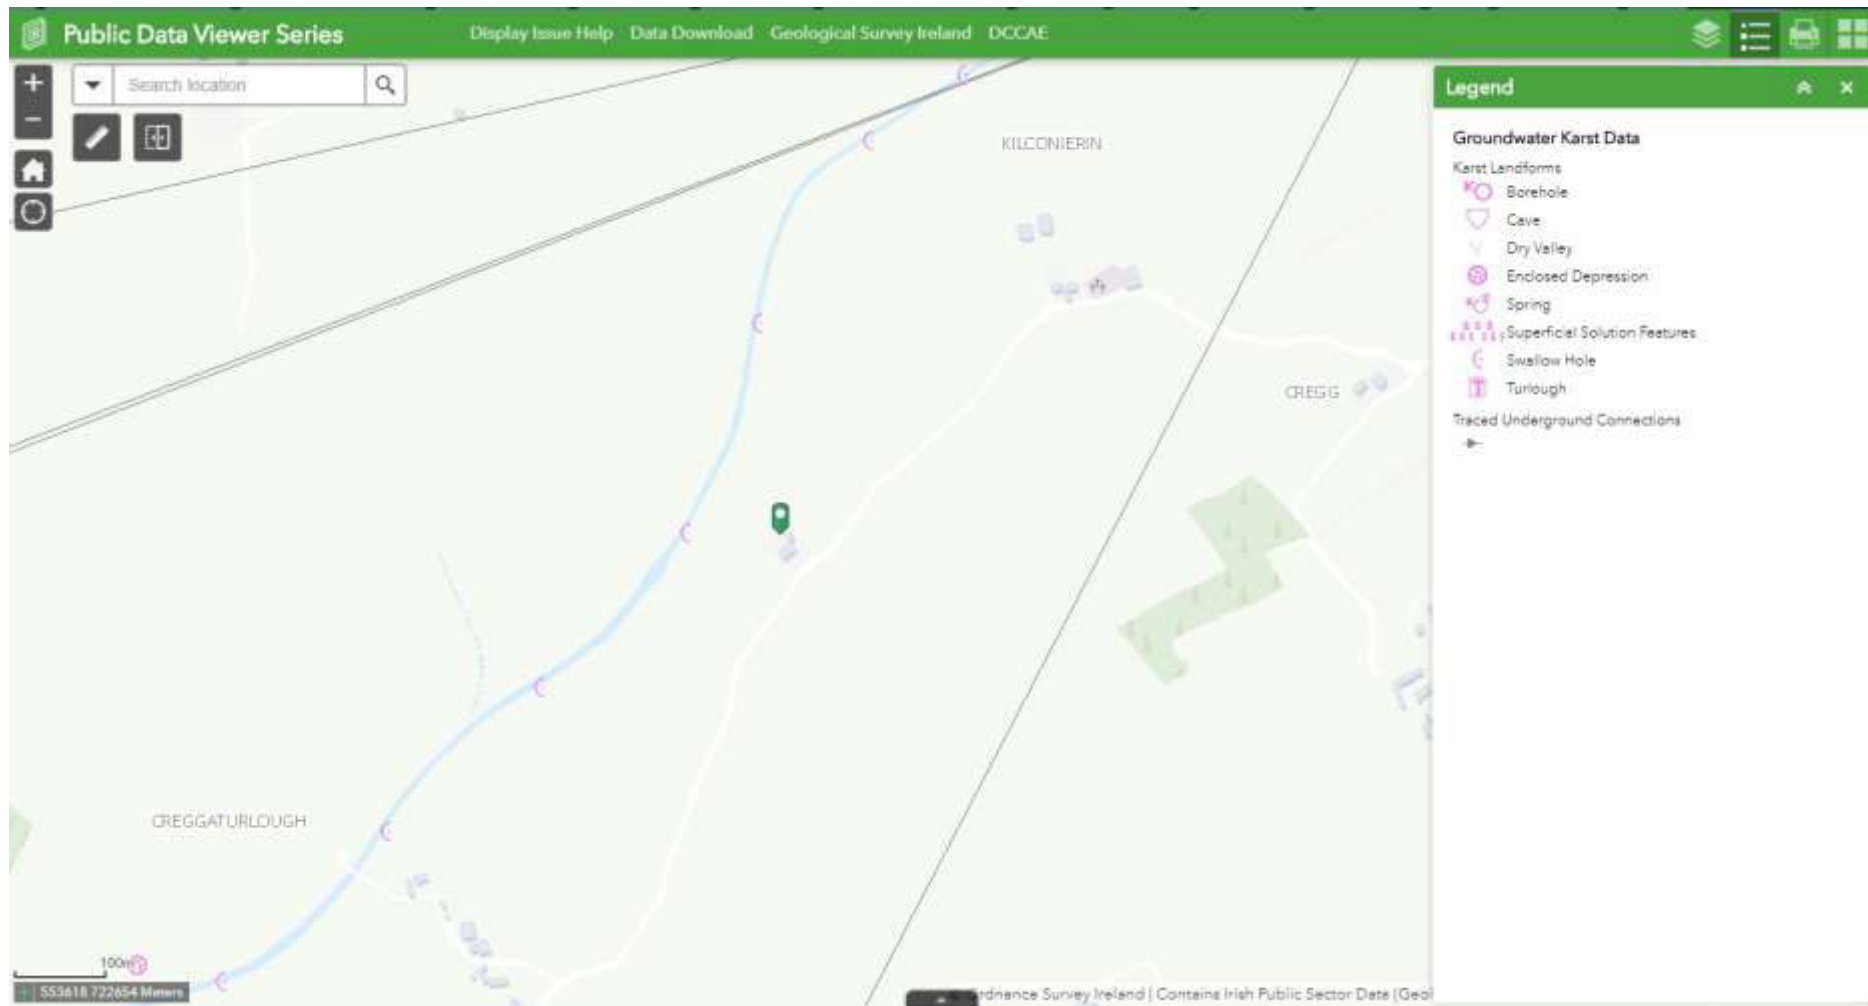 Public Data Viewer Series
Display Issue Help Data Download Geological Survey Ireland DCCAE
+
Search location
−
Legend
Groundwater Karst Data
Karst Landforms
Borehole
Cave
Dry Valley
Enclosed Depression
Spring
Superficial Solution Features
Swallow Hole
Turlough
Traced Underground Connections
KILCONIERIN
CREGG
CREGGATURLOUGH
100m
553618 722654 Meters
Ordnance Survey Ireland | Contains Irish Public Sector Data (Geol